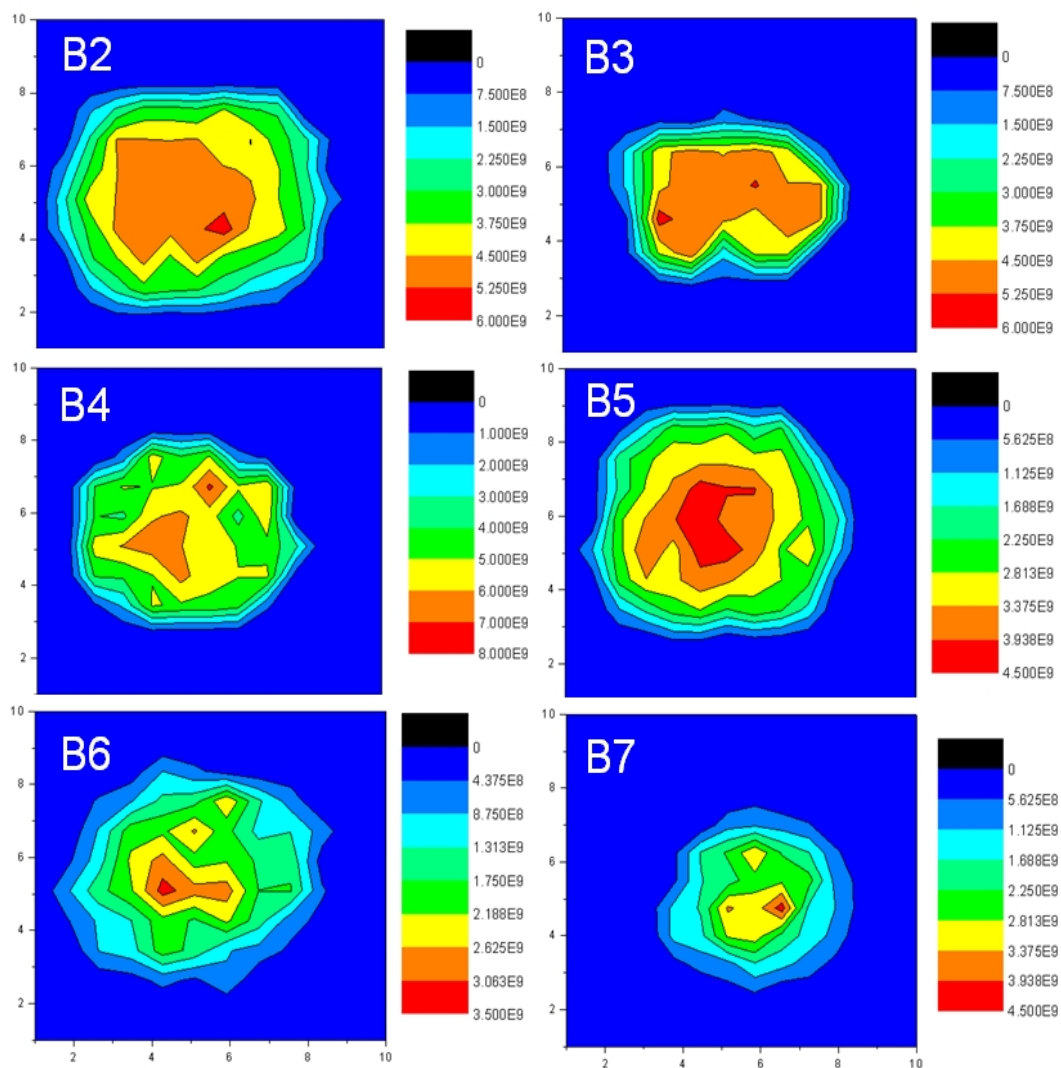 B2
10
8
6
4
2
0
7.500E8
1.500E9
2.250E9
3.000E9
3.750E9
4.500E9
5.250E9
6.000E9
B3
10
8
6
4
2
0
7.500E8
1.500E9
2.250E9
3.000E9
3.750E9
4.500E9
5.250E9
6.000E9
B4
10
8
6
4
2
0
1.000E9
2.000E9
3.000E9
4.000E9
5.000E9
6.000E9
7.000E9
8.000E9
B5
10
8
6
4
2
0
5.625E8
1.125E9
1.688E9
2.250E9
2.813E9
3.375E9
3.938E9
4.500E9
B6
10
8
6
4
2
2 4 6 8 10
0
4.375E8
8.750E8
1.313E9
1.750E9
2.188E9
2.625E9
3.063E9
3.500E9
B7
10
8
6
4
2
2 4 6 8 10
0
5.625E8
1.125E9
1.688E9
2.250E9
2.813E9
3.375E9
3.938E9
4.500E9